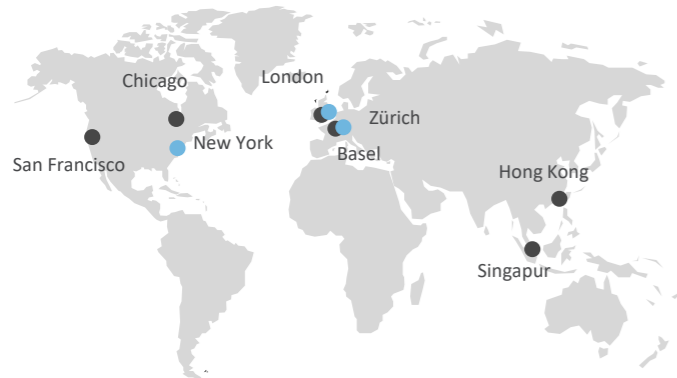 London
Chicago
Zürich
New York
Basel
San Francisco
Hong Kong
Singapur